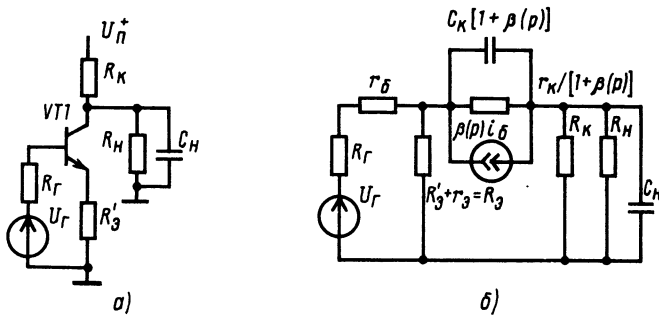 U_п^+
R_к
VT1
R_н
C_н
R_г
U_г
R'_э
а)
C_к[1+β(p)]
r_б
r_к/[1+β(p)]
β(p)i_б
R_г
R'_э+r_э=R_э
U_г
R_к
R_н
C_н
б)